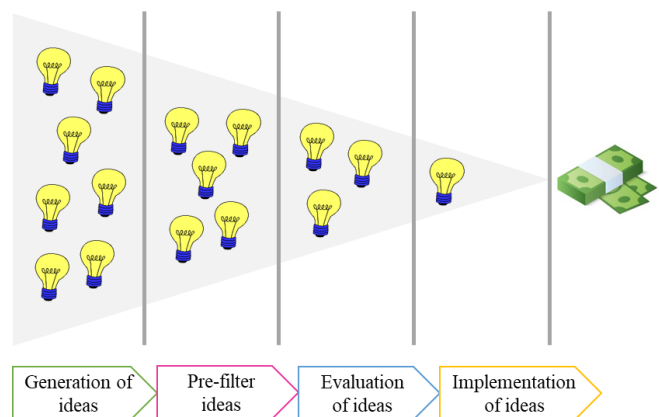 Generation of
ideas
Pre-filter
ideas
Evaluation
of ideas
Implementation
of ideas